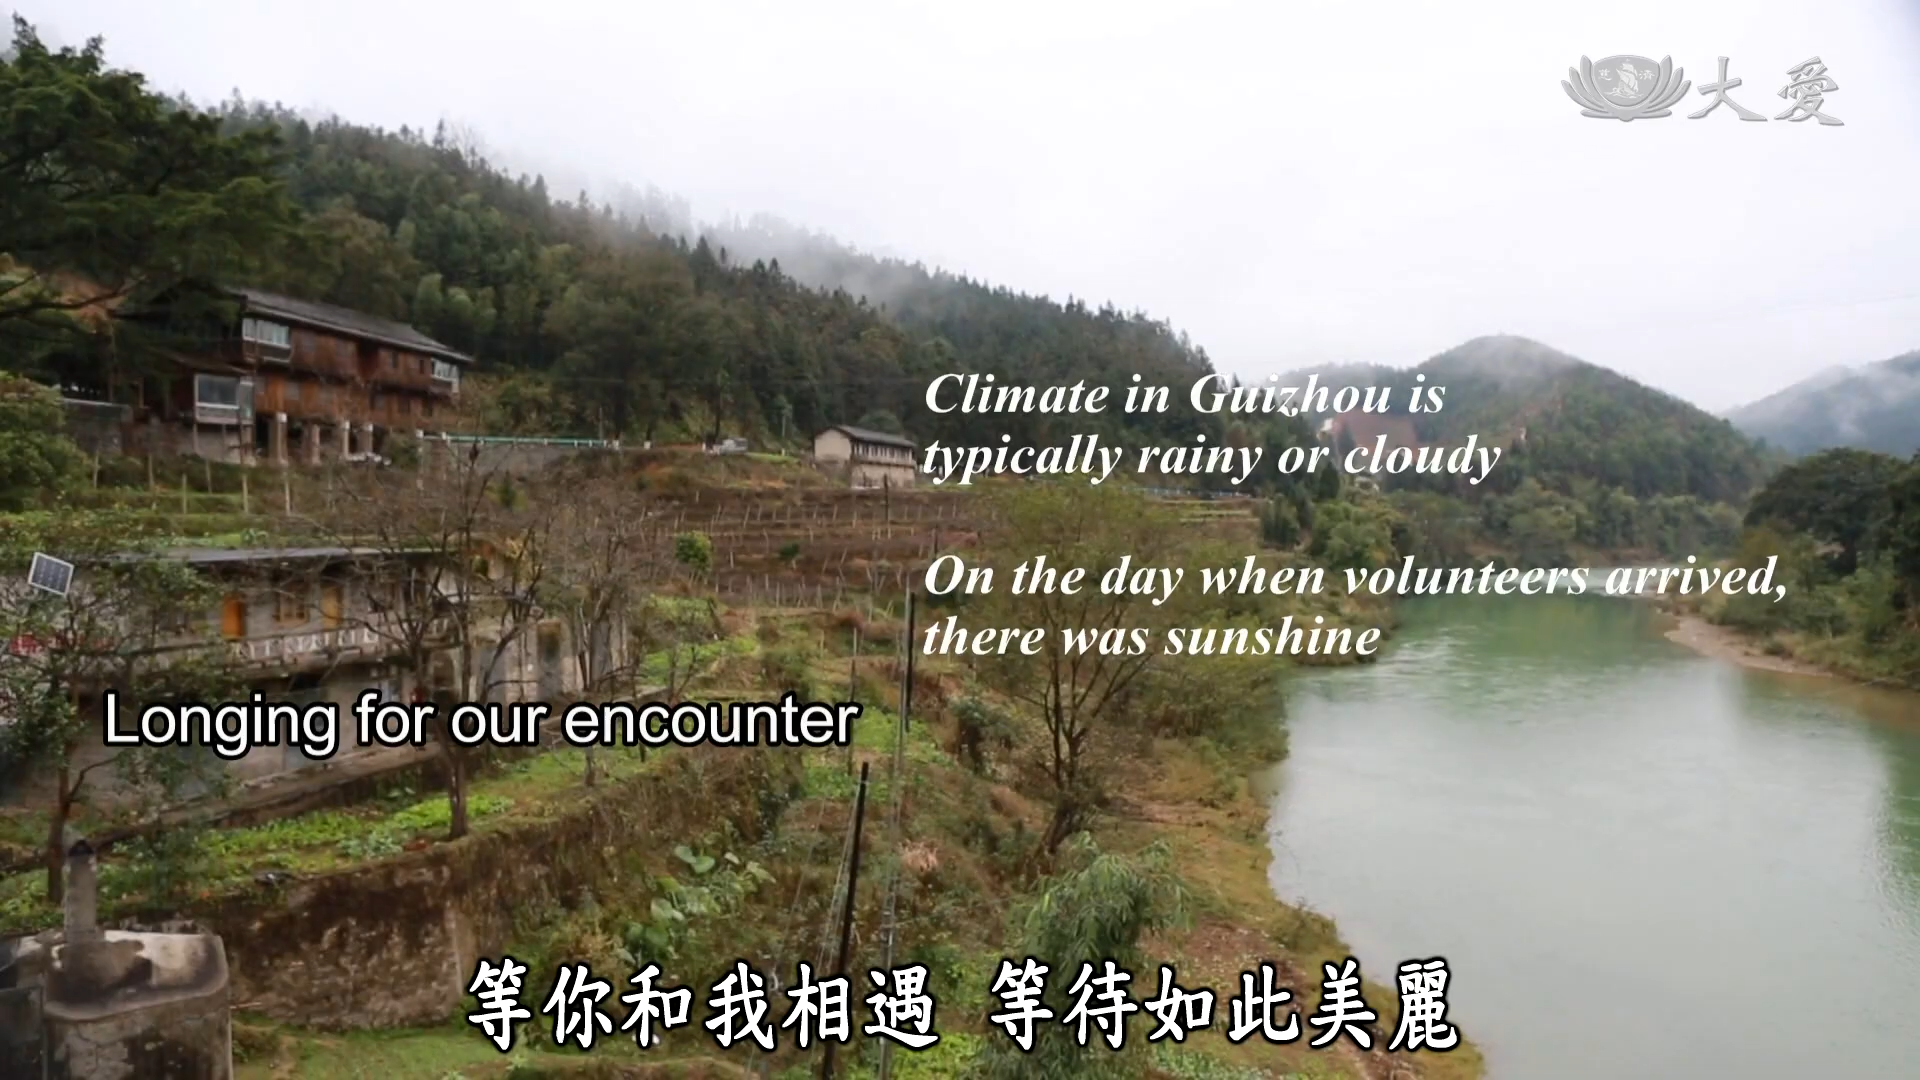 大愛
Climate in Guizhou is
typically rainy or cloudy
On the day when volunteers arrived,
there was sunshine
Longing for our encounter
等你和我相遇 等待如此美麗